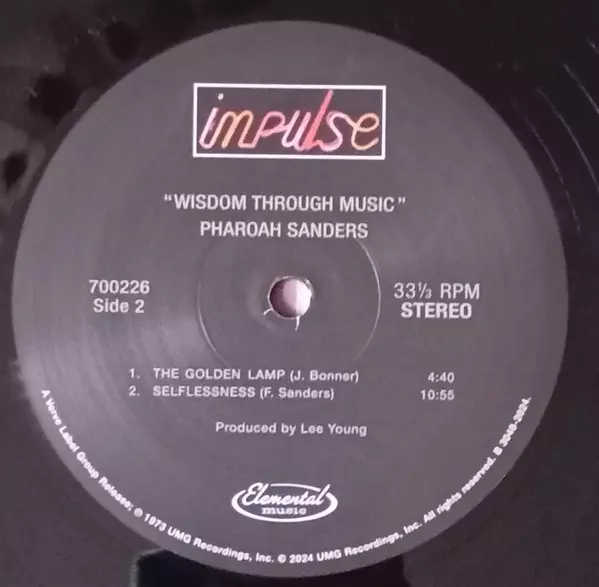 impulse
"WISDOM THROUGH MUSIC"
PHAROAH SANDERS
700226
Side 2
33⅓ RPM
STEREO
1. THE GOLDEN LAMP (J. Bonner) 4:40
2. SELFLESSNESS (F. Sanders) 10:55
Produced by Lee Young
Elemental
music
A Verve Label Group Release; ℗ 1973 UMG Recordings, Inc. © 2024 UMG Recordings, Inc. All rights reserved. B 3048-2024.